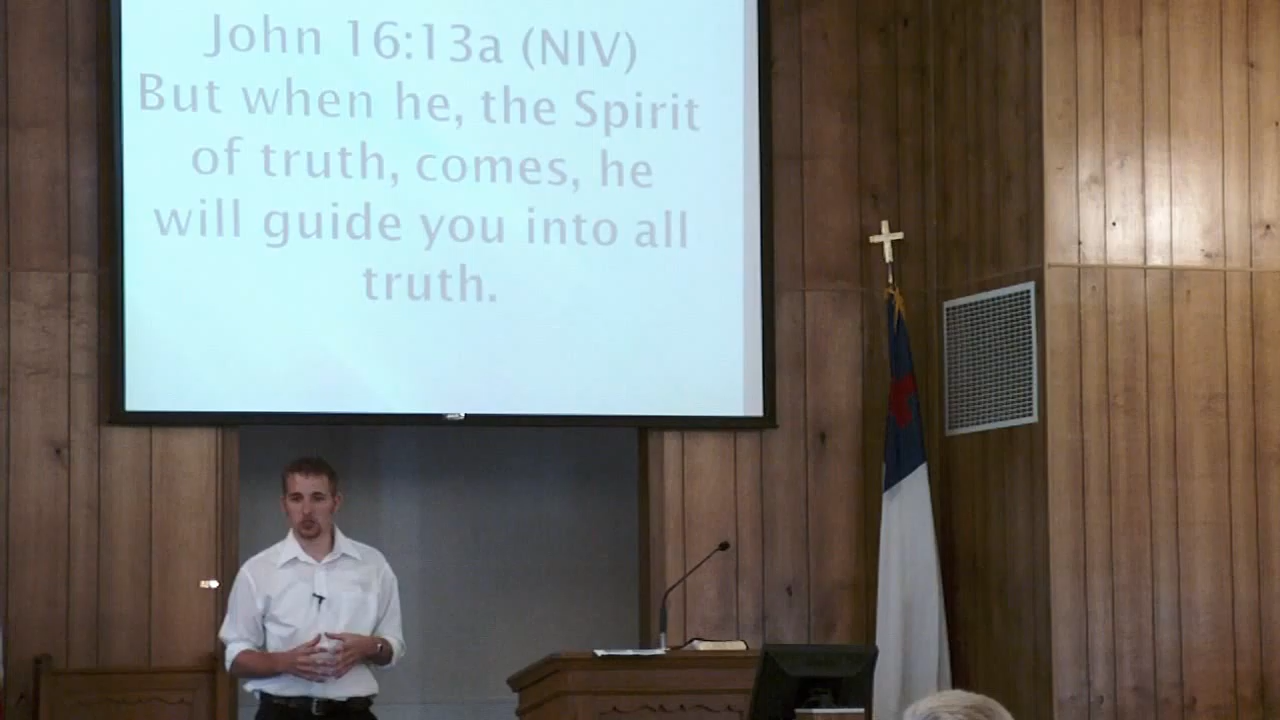 John 16:13a (NIV)
But when he, the Spirit
of truth, comes, he
will guide you into all
truth.